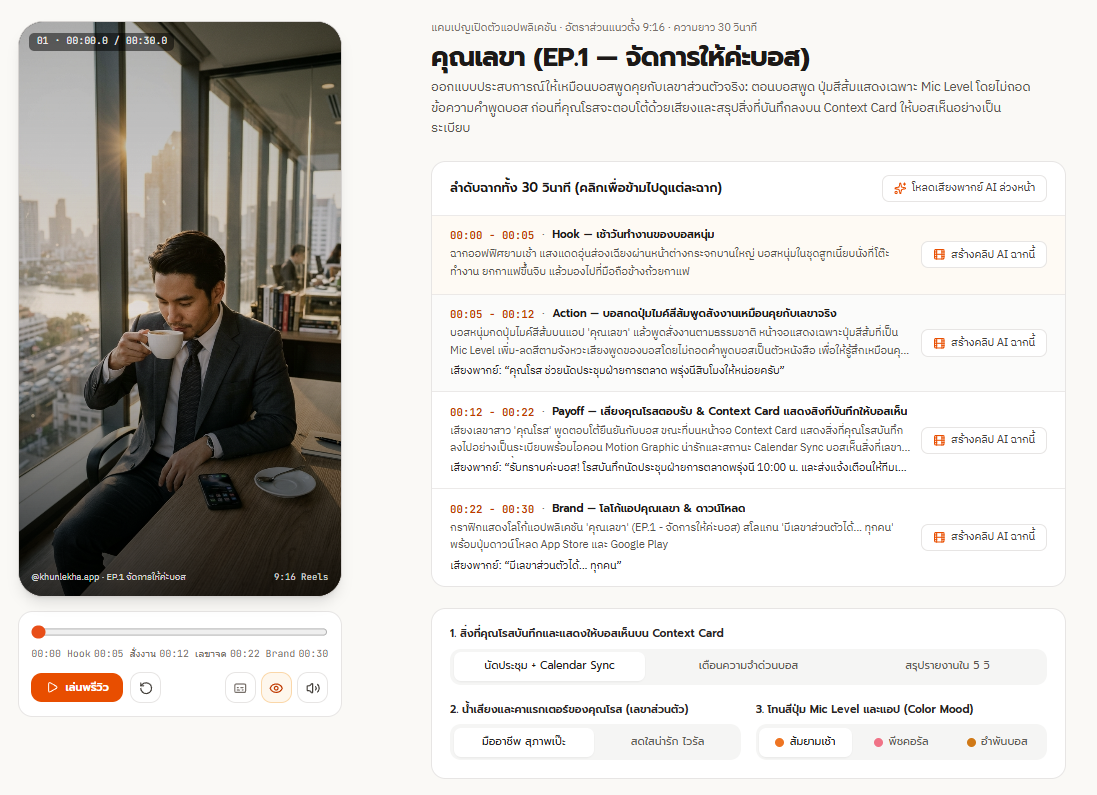 01 · 00:00.0 / 00:30.0
@khunlekha.app · EP.1 จัดการให้ค่ะบอส
9:16 Reels
00:00 Hook 00:05 สั่งงาน 00:12 เลขาจด 00:22 Brand 00:30
เล่นพรีวิว
แคมเปญเปิดตัวแอปพลิเคชัน · อัตราส่วนแนวตั้ง 9:16 · ความยาว 30 วินาที
คุณเลขา (EP.1 — จัดการให้ค่ะบอส)
ออกแบบประสบการณ์ให้เหมือนบอสพูดคุยกับเลขาส่วนตัวจริง: ตอนบอสพูด ปุ่มสีส้มแสดงเฉพาะ Mic Level โดยไม่ถอด
ข้อความคำพูดบอส ก่อนที่คุณโรสจะตอบโต้ด้วยเสียงและสรุปสิ่งที่บันทึกลงบน Context Card ให้บอสเห็นอย่างเป็น
ระเบียบ
ลำดับฉากทั้ง 30 วินาที (คลิกเพื่อข้ามไปดูแต่ละฉาก)
โหลดเสียงพากย์ AI ล่วงหน้า
00:00 - 00:05 · Hook — เช้าวันทำงานของบอสหนุ่ม
ฉากออฟฟิศยามเช้า แสงแดดอุ่นส่องเฉียงผ่านหน้าต่างกระจกบานใหญ่ บอสหนุ่มในชุดสูทเนี้ยบนั่งที่โต๊ะ
ทำงาน ยกกาแฟขึ้นจิบ แล้วมองไปที่มือถือข้างถ้วยกาแฟ
สร้างคลิป AI ฉากนี้
00:05 - 00:12 · Action — บอสกดปุ่มไมค์สีส้มพูดสั่งงานเหมือนคุยกับเลขาจริง
บอสหนุ่มกดปุ่มไมค์สีส้มบนแอป 'คุณเลขา' แล้วพูดสั่งงานตามธรรมชาติ หน้าจอแสดงเฉพาะปุ่มสีส้มที่เป็น
Mic Level เพิ่ม-ลดสีตามจังหวะเสียงพูดของบอสโดยไม่ถอดคำพูดบอสเป็นตัวหนังสือ เพื่อให้รู้สึกเหมือนคุ...
เสียงพากย์: “คุณโรส ช่วยนัดประชุมฝ่ายการตลาด พรุ่งนี้สิบโมงให้หน่อยครับ”
สร้างคลิป AI ฉากนี้
00:12 - 00:22 · Payoff — เสียงคุณโรสตอบรับ & Context Card แสดงสิ่งที่บันทึกให้บอสเห็น
เสียงเลขาสาว 'คุณโรส' พูดตอบโต้ยืนยันกับบอส ขณะที่บนหน้าจอ Context Card แสดงสิ่งที่คุณโรสบันทึก
ลงไปอย่างเป็นระเบียบพร้อมไอคอน Motion Graphic น่ารักและสถานะ Calendar Sync บอสเห็นสิ่งที่เลขา...
เสียงพากย์: “รับทราบค่ะบอส! โรสบันทึกนัดประชุมฝ่ายการตลาดพรุ่งนี้ 10:00 น. และส่งแจ้งเตือนให้ทีมเ...
สร้างคลิป AI ฉากนี้
00:22 - 00:30 · Brand — โลโก้แอปคุณเลขา & ดาวน์โหลด
กราฟิกแสดงโลโก้แอปพลิเคชัน 'คุณเลขา' (EP.1 - จัดการให้ค่ะบอส) สโลแกน 'มีเลขาส่วนตัวได้... ทุกคน'
พร้อมปุ่มดาวน์โหลด App Store และ Google Play
เสียงพากย์: “มีเลขาส่วนตัวได้... ทุกคน”
สร้างคลิป AI ฉากนี้
1. สิ่งที่คุณโรสบันทึกและแสดงให้บอสเห็นบน Context Card
นัดประชุม + Calendar Sync
เตือนความจำด่วนบอส
สรุปรายงานใน 5 วิ
2. น้ำเสียงและคาแรกเตอร์ของคุณโรส (เลขาส่วนตัว)
มืออาชีพ สุภาพเป๊ะ
สดใสน่ารัก ไวรัล
3. โทนสีปุ่ม Mic Level และแอป (Color Mood)
ส้มยามเช้า
พีชคอรัล
อำพันบอส